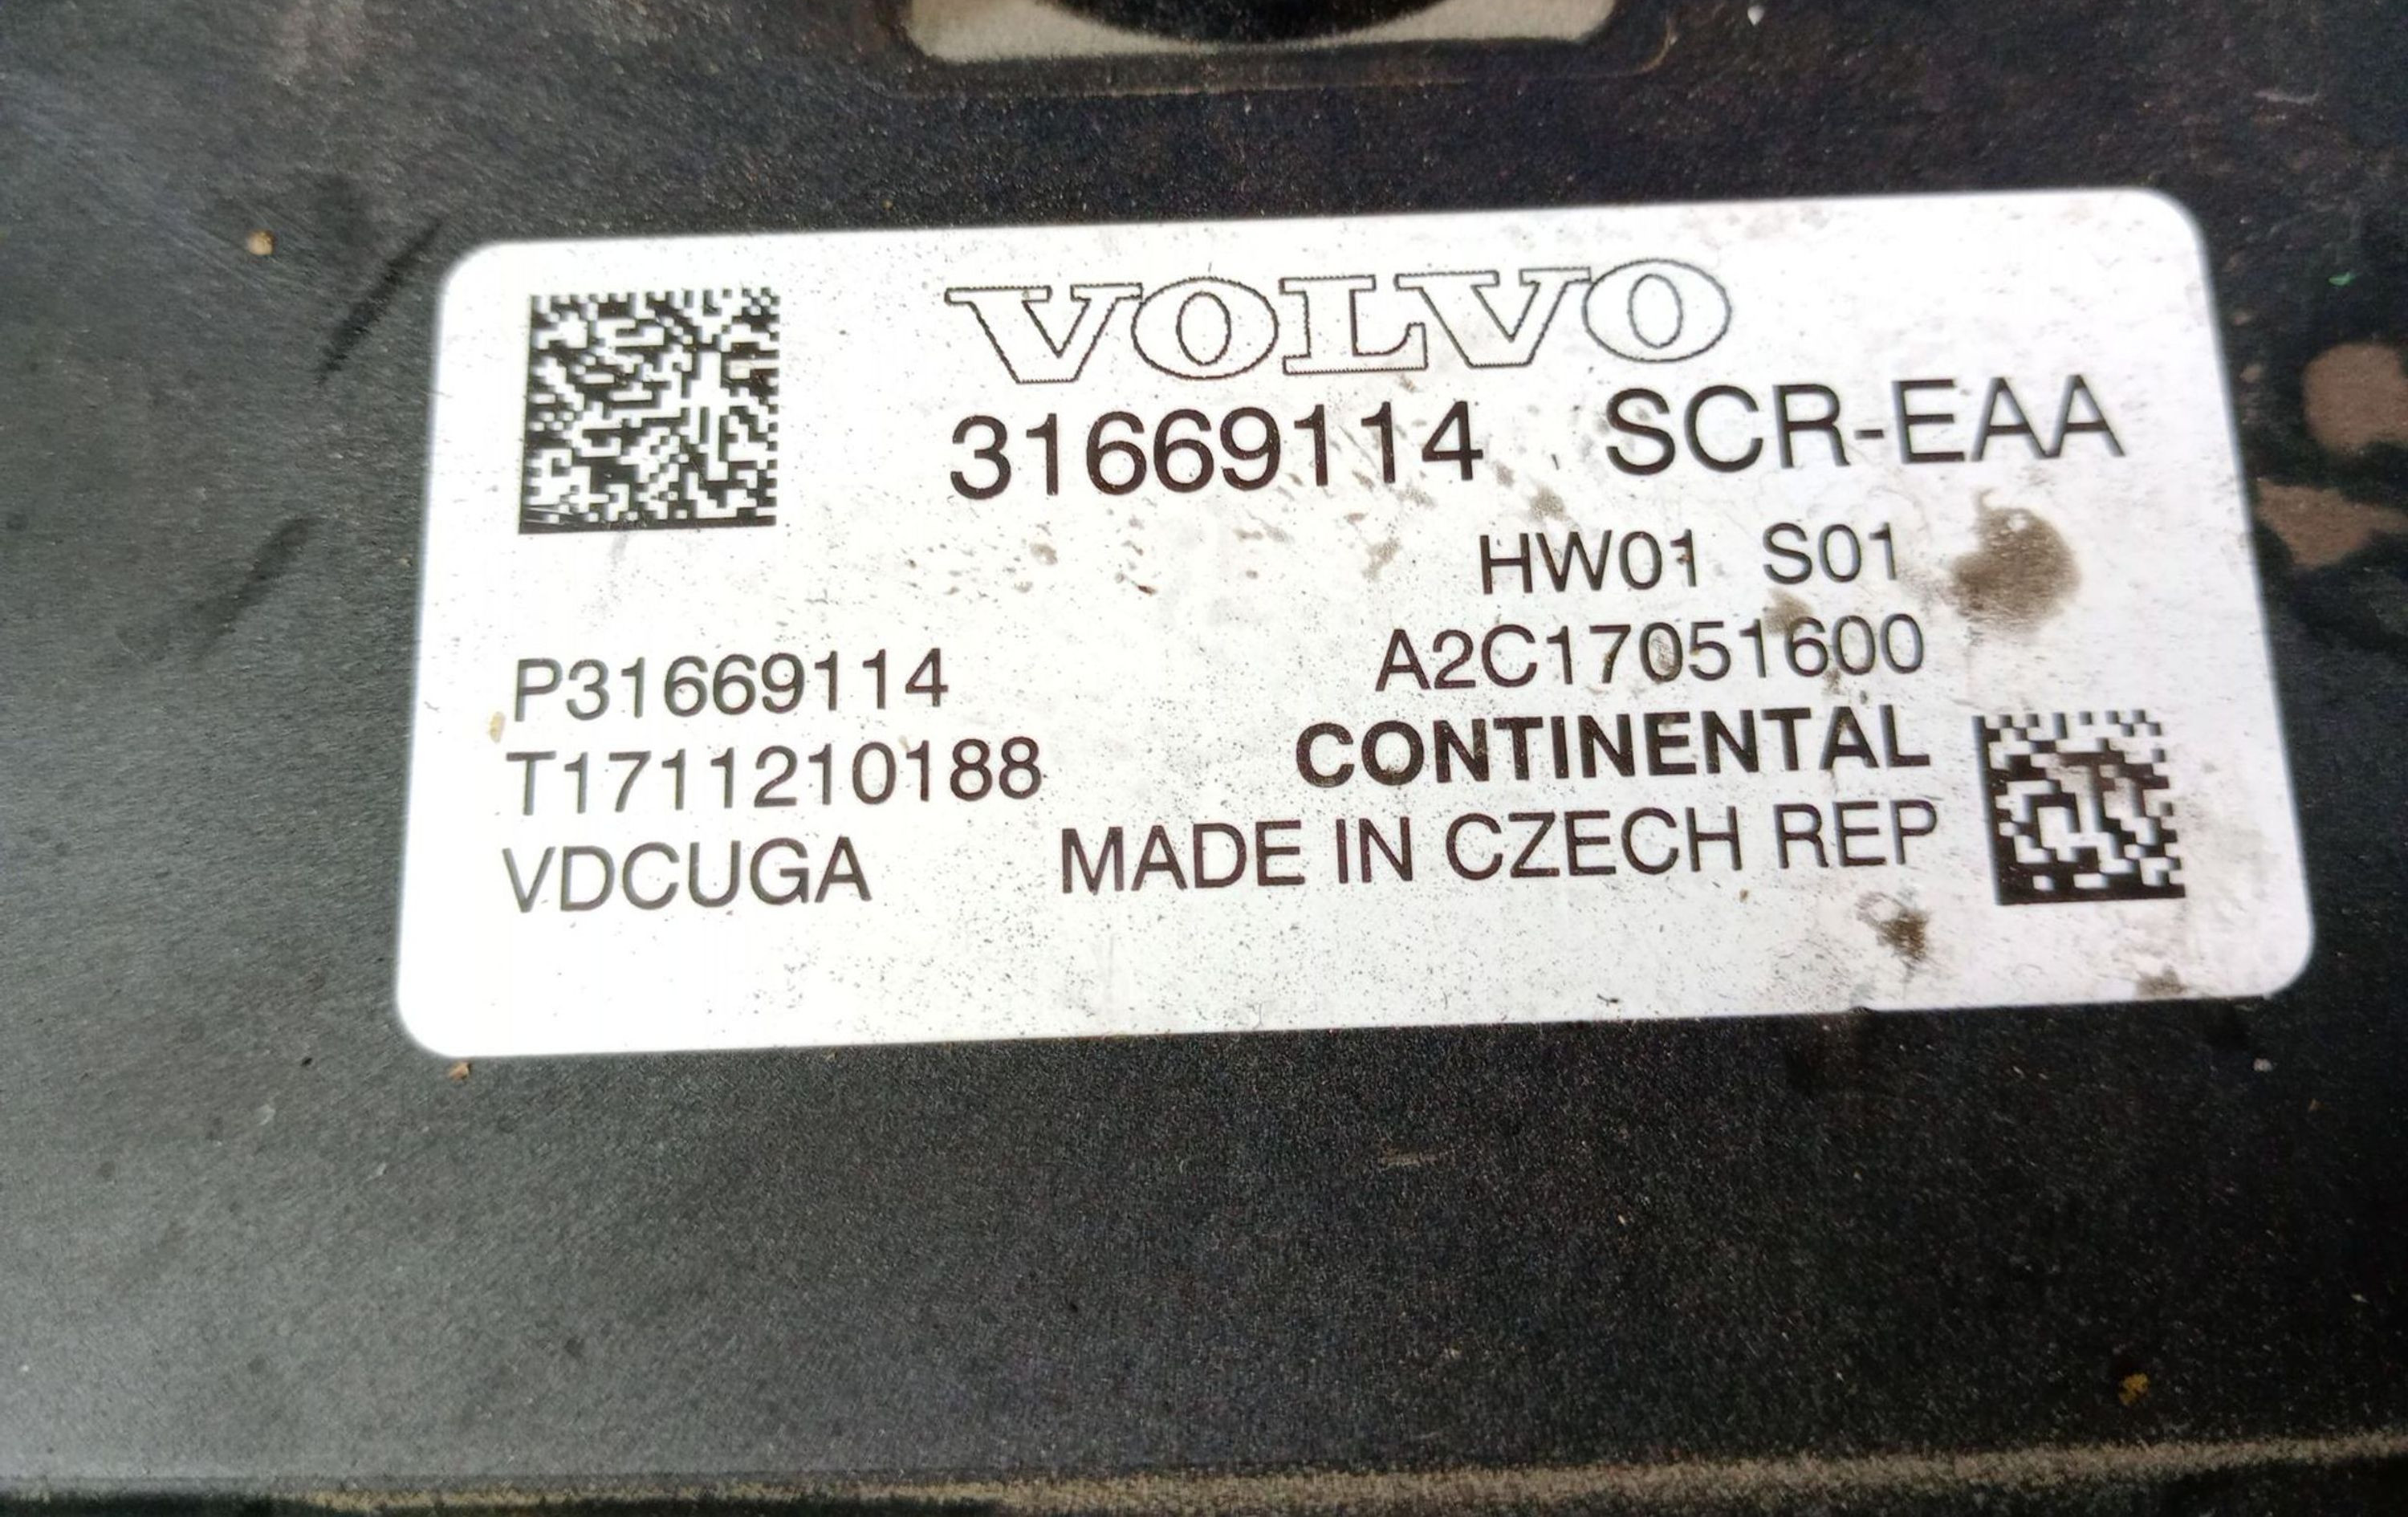 VOLVO
31669114 SCR-EAA
HW01 S01
P31669114 A2C17051600
T1711210188 CONTINENTAL
VDCUGA MADE IN CZECH REP